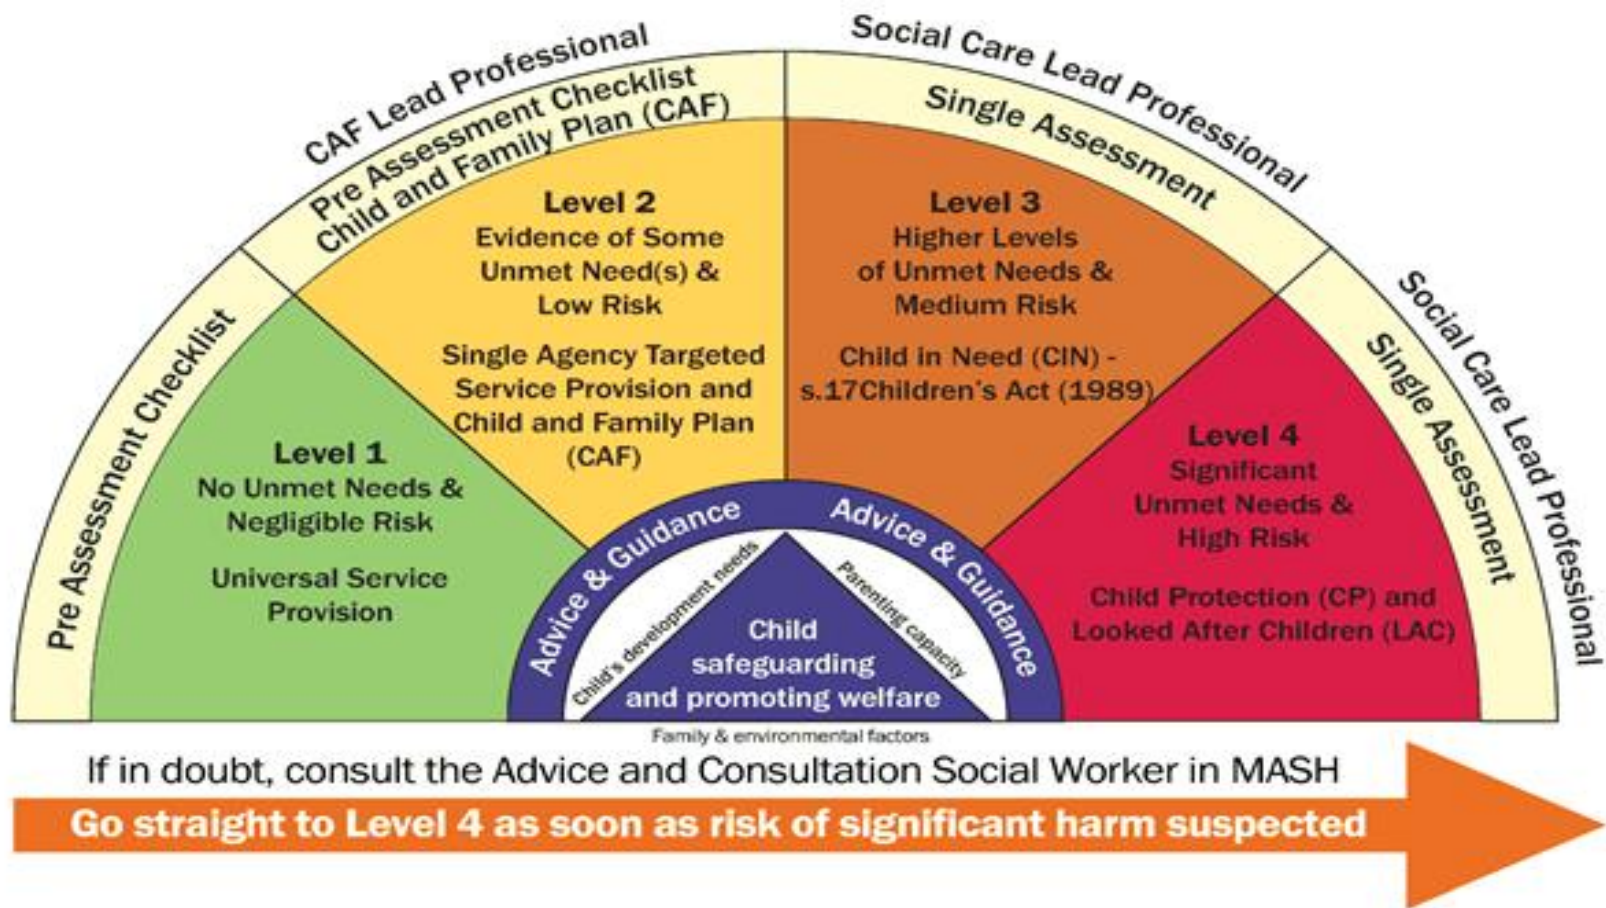 CAF Lead Professional
Social Care Lead Professional
Pre Assessment Checklist
Child and Family Plan (CAF)
Single Assessment
Pre Assessment Checklist
Social Care Lead Professional
Single Assessment
Level 1
No Unmet Needs &
Negligible Risk
Universal Service
Provision
Level 2
Evidence of Some
Unmet Need(s) &
Low Risk
Single Agency Targeted
Service Provision and
Child and Family Plan
(CAF)
Level 3
Higher Levels
of Unmet Needs &
Medium Risk
Child in Need (CIN) -
s.17Children's Act (1989)
Level 4
Significant
Unmet Needs &
High Risk
Child Protection (CP) and
Looked After Children (LAC)
Advice & Guidance
Advice & Guidance
Child's development needs
Parenting capacity
Child
safeguarding
and promoting welfare
Family & environmental factors
If in doubt, consult the Advice and Consultation Social Worker in MASH
Go straight to Level 4 as soon as risk of significant harm suspected